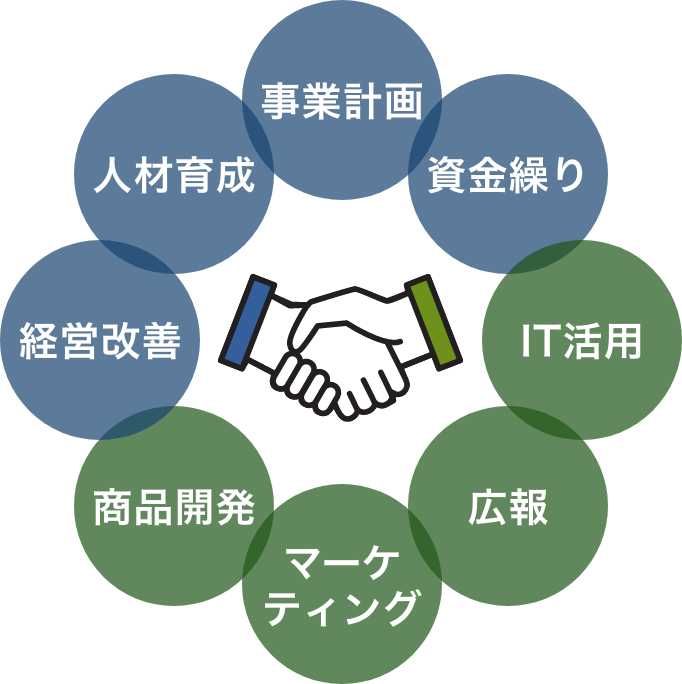 事業計画
資金繰り
IT活用
広報
マーケ
ティング
商品開発
経営改善
人材育成